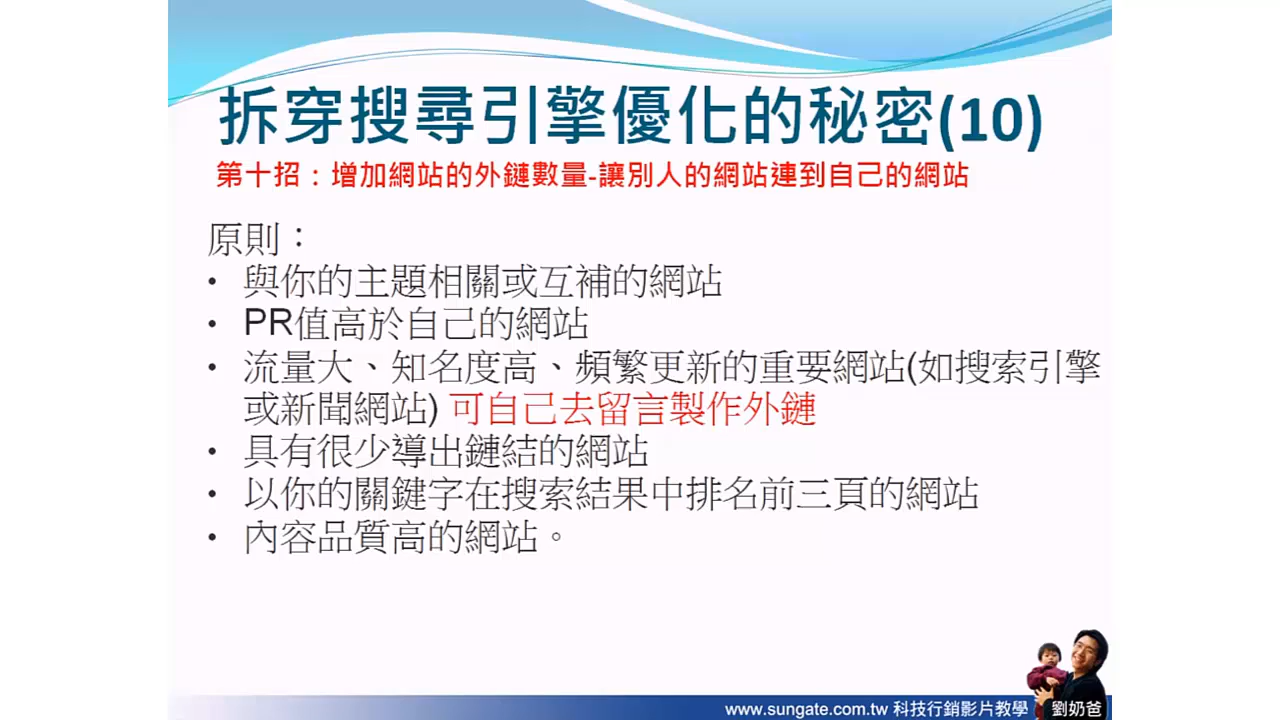 拆穿搜尋引擎優化的秘密(10)
第十招：增加網站的外鏈數量-讓別人的網站連到自己的網站
原則：
• 與你的主題相關或互補的網站
• PR值高於自己的網站
• 流量大、知名度高、頻繁更新的重要網站(如搜索引擎
或新聞網站) 可自己去留言製作外鏈
• 具有很少導出鏈結的網站
• 以你的關鍵字在搜索結果中排名前三頁的網站
• 內容品質高的網站。
www.sungate.com.tw 科技行銷影片教學
劉奶爸